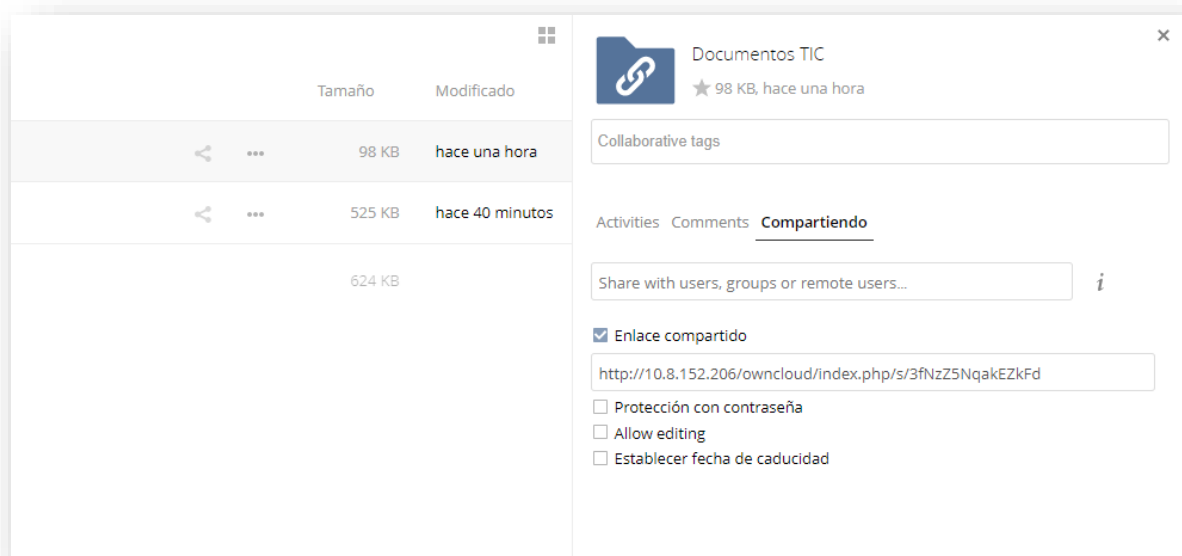 Tamaño Modificado
98 KB hace una hora
525 KB hace 40 minutos
624 KB
×
Documentos TIC
98 KB, hace una hora
Collaborative tags
Activities Comments Compartiendo
Share with users, groups or remote users...
i
Enlace compartido
http://10.8.152.206/owncloud/index.php/s/3fNzZ5NqakEZkFd
Protección con contraseña
Allow editing
Establecer fecha de caducidad